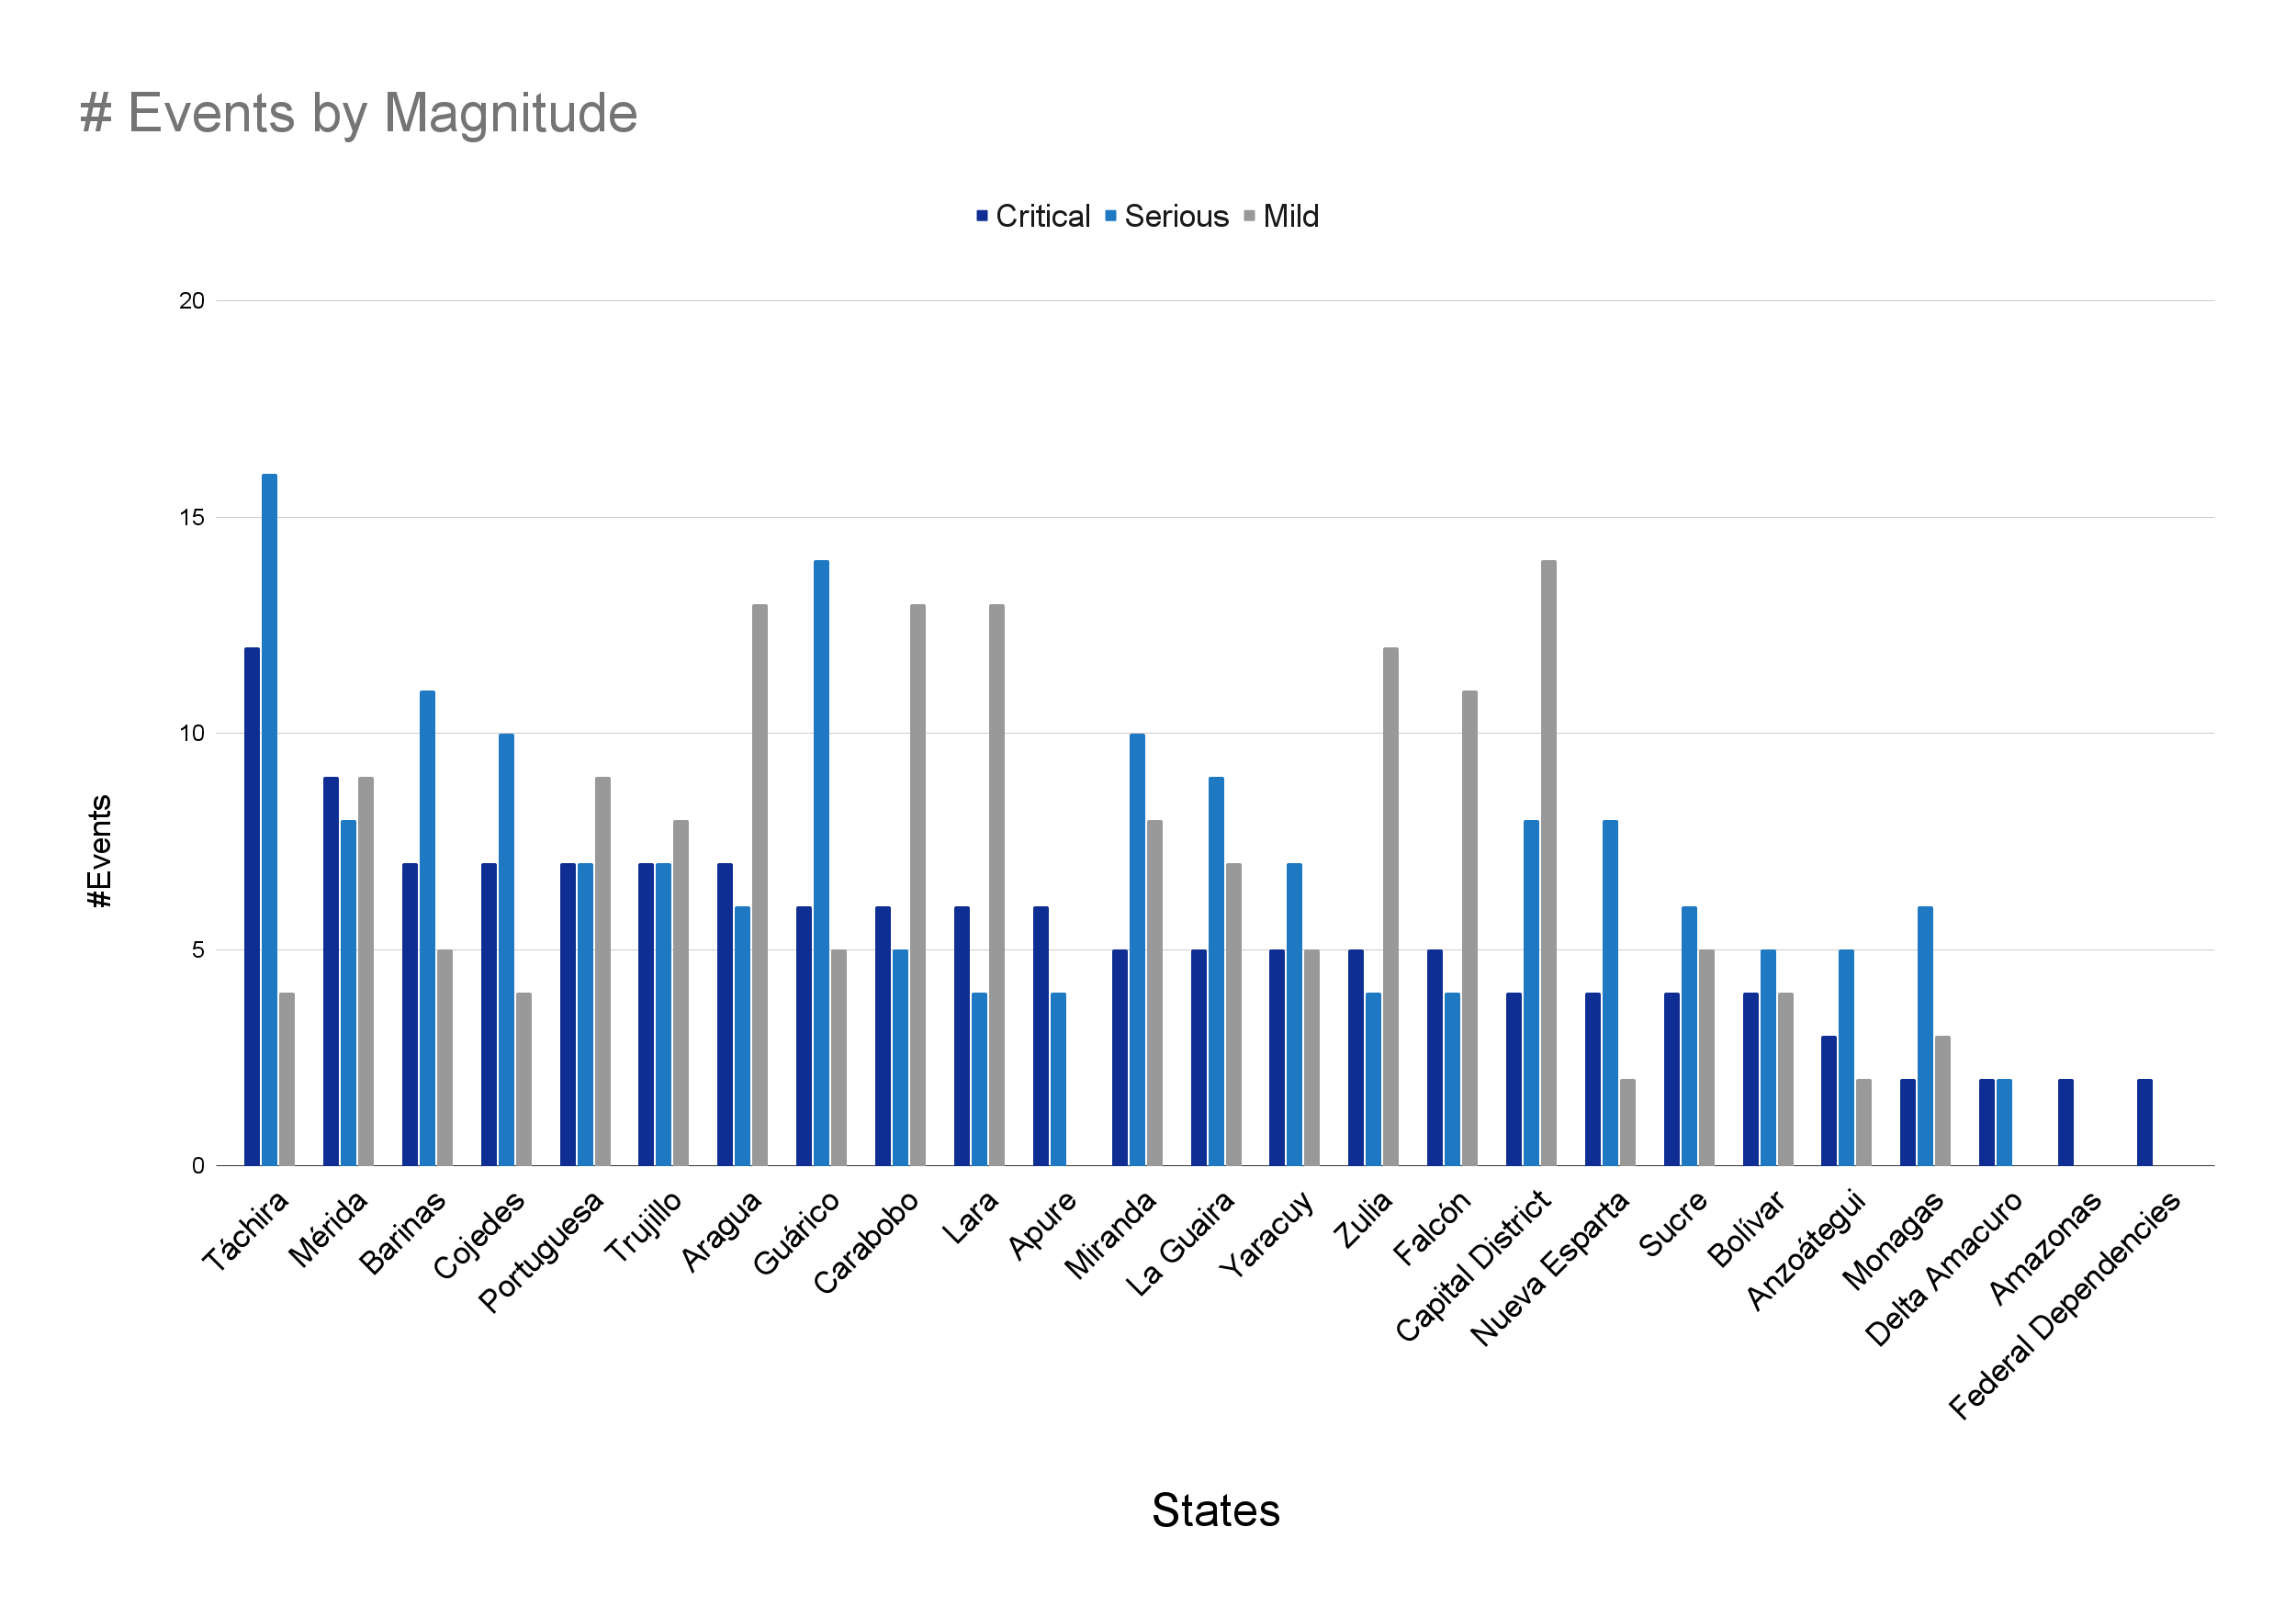 # Events by Magnitude
Critical Serious Mild
20
15
10
5
0
#Events
Táchira
Mérida
Barinas
Cojedes
Portuguesa
Trujillo
Aragua
Guárico
Carabobo
Lara
Apure
Miranda
La Guaira
Yaracuy
Zulia
Falcón
Capital District
Nueva Esparta
Sucre
Bolívar
Anzoátegui
Monagas
Delta Amacuro
Amazonas
Federal Dependencies
States